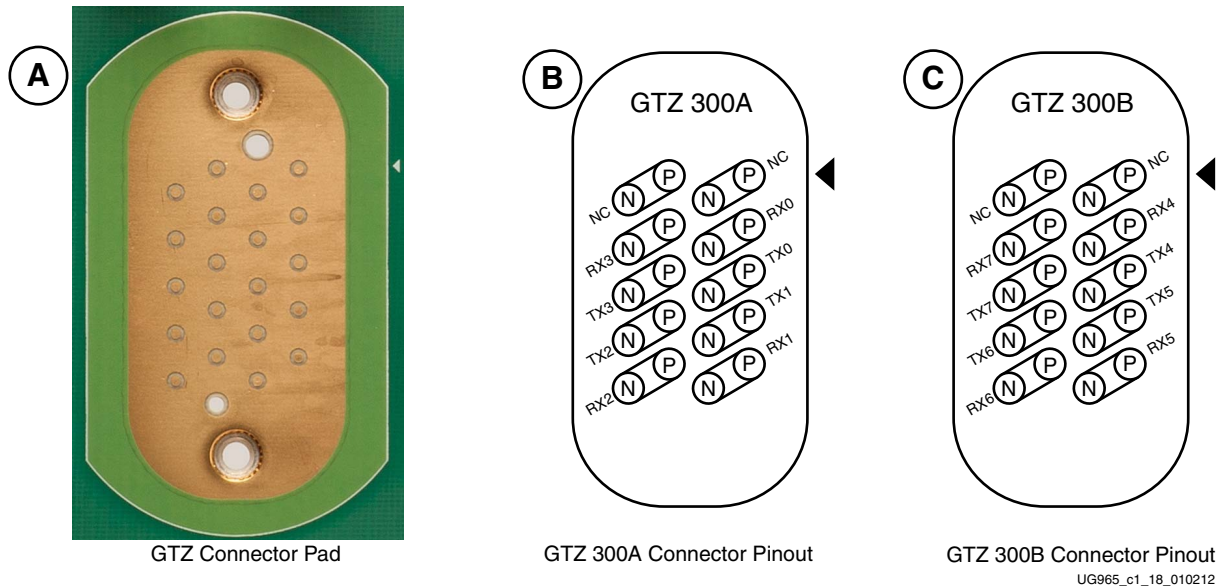 A
B
C
GTZ 300A
GTZ 300B
P
P
NC
N
N
NC
P
P
RX0
N
N
RX3
P
P
TX0
N
N
TX3
P
P
TX1
N
N
TX2
P
P
RX1
N
N
RX2
P
P
NC
N
N
NC
P
P
RX4
N
N
RX7
P
P
TX4
N
N
TX7
P
P
TX5
N
N
TX6
P
P
RX5
N
N
RX6
GTZ Connector Pad
GTZ 300A Connector Pinout
GTZ 300B Connector Pinout
UG965_c1_18_010212